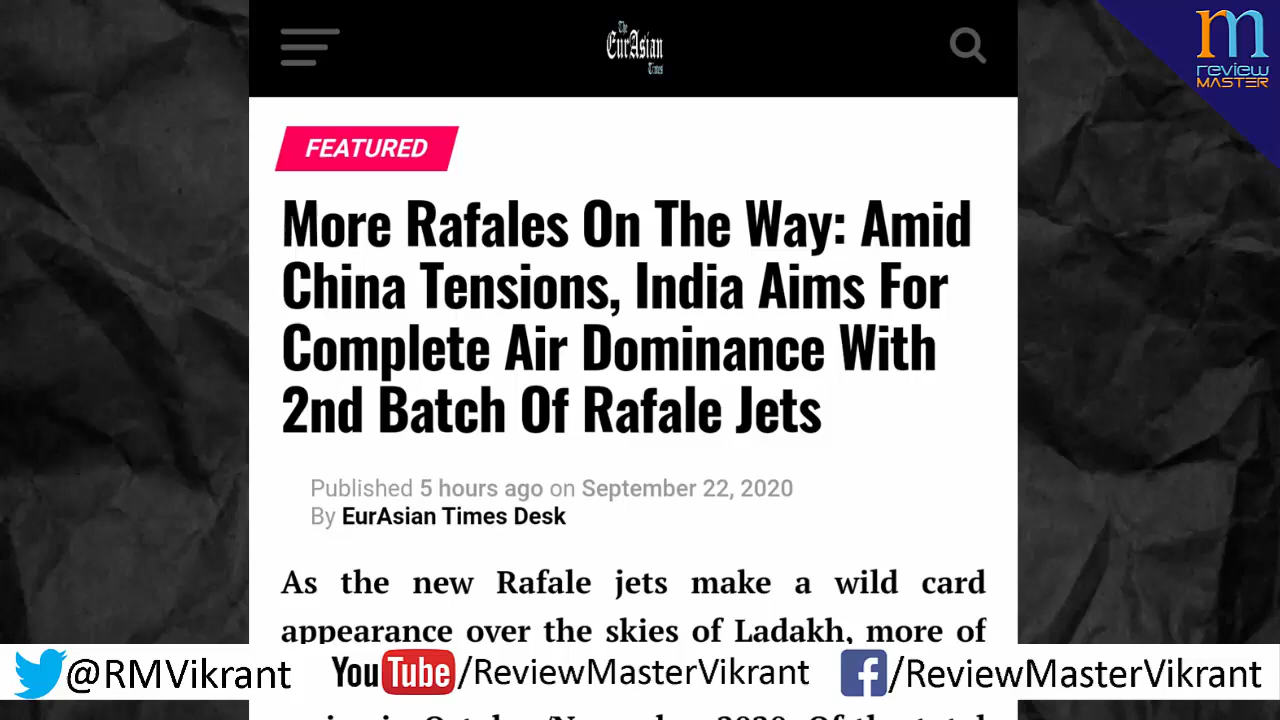 The
EurAsian
Times
rm
review
MASTER
FEATURED
More Rafales On The Way: Amid
China Tensions, India Aims For
Complete Air Dominance With
2nd Batch Of Rafale Jets
Published 5 hours ago on September 22, 2020
By EurAsian Times Desk
As the new Rafale jets make a wild card
appearance over the skies of Ladakh, more of
@RMVikrant
YouTube/ReviewMasterVikrant
f/ReviewMasterVikrant